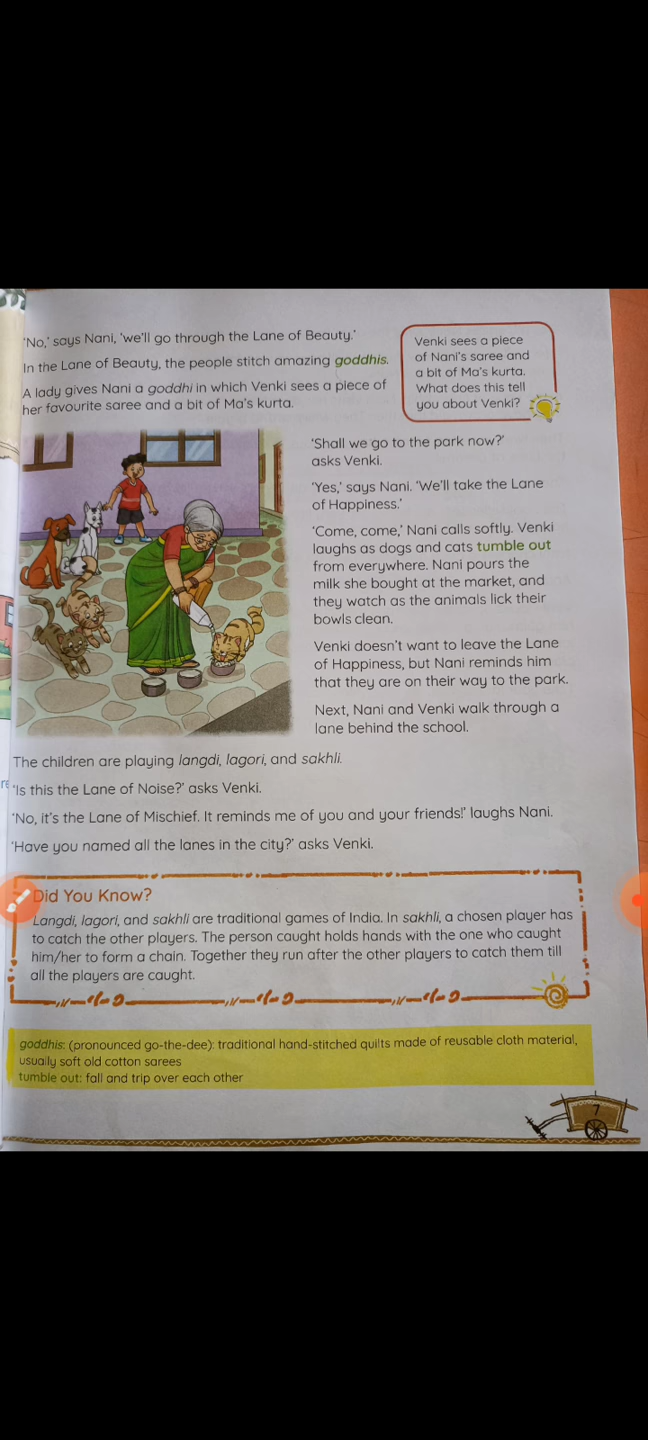 'No,' says Nani, 'we'll go through the Lane of Beauty.'
In the Lane of Beauty, the people stitch amazing goddhis.
A lady gives Nani a goddhi in which Venki sees a piece of
her favourite saree and a bit of Ma's kurta.
Venki sees a piece
of Nani's saree and
a bit of Ma's kurta.
What does this tell
you about Venki?
'Shall we go to the park now?'
asks Venki.
'Yes,' says Nani. 'We'll take the Lane
of Happiness.'
'Come, come,' Nani calls softly. Venki
laughs as dogs and cats tumble out
from everywhere. Nani pours the
milk she bought at the market, and
they watch as the animals lick their
bowls clean.
Venki doesn't want to leave the Lane
of Happiness, but Nani reminds him
that they are on their way to the park.
Next, Nani and Venki walk through a
lane behind the school.
The children are playing langdi, lagori, and sakhli.
'Is this the Lane of Noise?' asks Venki.
'No, it's the Lane of Mischief. It reminds me of you and your friends!' laughs Nani.
'Have you named all the lanes in the city?' asks Venki.
Did You Know?
Langdi, lagori, and sakhli are traditional games of India. In sakhli, a chosen player has
to catch the other players. The person caught holds hands with the one who caught
him/her to form a chain. Together they run after the other players to catch them till
all the players are caught.
goddhis: (pronounced go-the-dee): traditional hand-stitched quilts made of reusable cloth material,
usually soft old cotton sarees
tumble out: fall and trip over each other
7